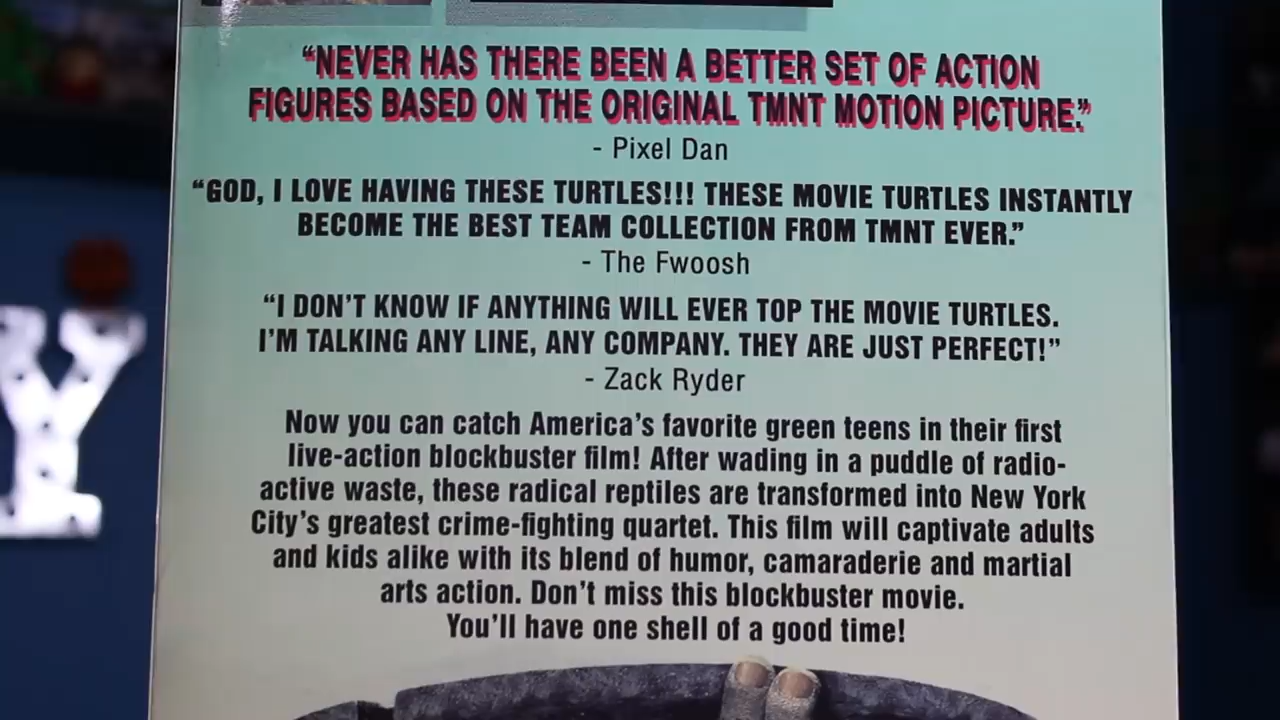 “NEVER HAS THERE BEEN A BETTER SET OF ACTION
FIGURES BASED ON THE ORIGINAL TMNT MOTION PICTURE.”
- Pixel Dan
“GOD, I LOVE HAVING THESE TURTLES!!! THESE MOVIE TURTLES INSTANTLY
BECOME THE BEST TEAM COLLECTION FROM TMNT EVER.”
- The Fwoosh
“I DON’T KNOW IF ANYTHING WILL EVER TOP THE MOVIE TURTLES.
I’M TALKING ANY LINE, ANY COMPANY. THEY ARE JUST PERFECT!”
- Zack Ryder
Now you can catch America’s favorite green teens in their first
live-action blockbuster film! After wading in a puddle of radio-
active waste, these radical reptiles are transformed into New York
City’s greatest crime-fighting quartet. This film will captivate adults
and kids alike with its blend of humor, camaraderie and martial
arts action. Don’t miss this blockbuster movie.
You’ll have one shell of a good time!
Y